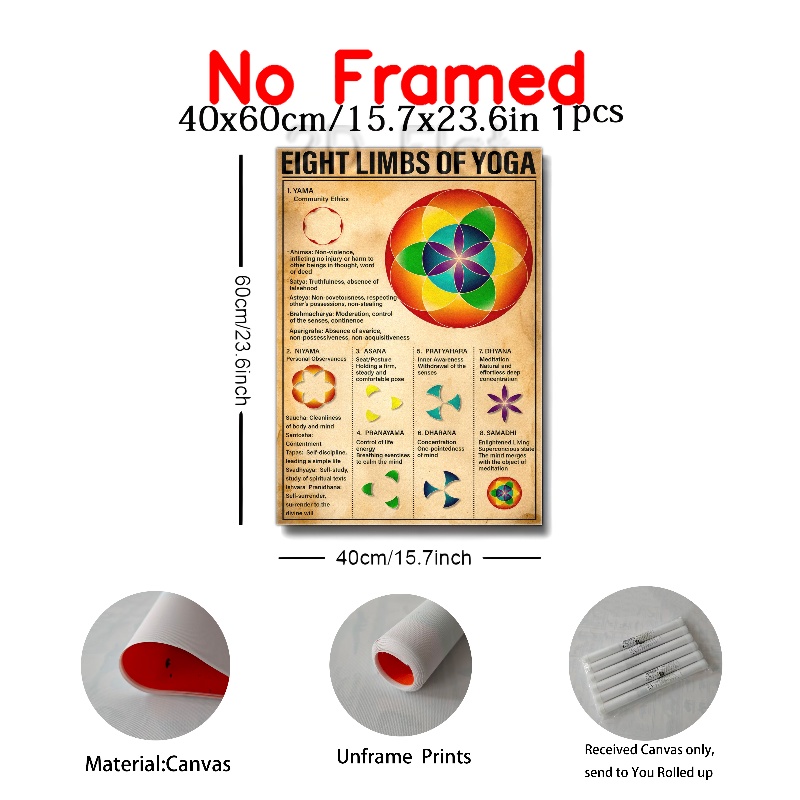 No Framed
40x60cm/15.7x23.6in 1pcs
EIGHT LIMBS OF YOGA
1. YAMA
Community Ethics
Ahimsa: Non-violence,
inflicting no injury or harm to
other beings in thought, word
or deed
Satya: Truthfulness, absence of
falsehood
Asteya: Non-covetousness, respecting
other's possessions, non-stealing
Brahmacharya: Moderation, control
of the senses, continence
Aparigraha: Absence of avarice,
non-possessiveness, non-acquisitiveness
2. NIYAMA
Personal Observances
Saucha: Cleanliness
of body and mind
Santosha:
Contentment
Tapas: Self-discipline,
leading a simple life
Svadhyaya: Self-study,
study of spiritual texts
Ishvara Pranidhana:
Self-surrender,
surrender to the
divine will
3. ASANA
Seat/Posture
Holding a firm,
steady and
comfortable pose
4. PRANAYAMA
Control of life
energy
Breathing exercises
to calm the mind
5. PRATYAHARA
Inner Awareness
Withdrawal of the
senses
6. DHARANA
Concentration
One-pointedness
of mind
7. DHYANA
Meditation
Natural and
effortless deep
concentration
8. SAMADHI
Enlightened Living
Superconscious state
The mind merges
with the object of
meditation
60cm/23.6inch
40cm/15.7inch
Material:Canvas
Unframe Prints
Received Canvas only,
send to You Rolled up